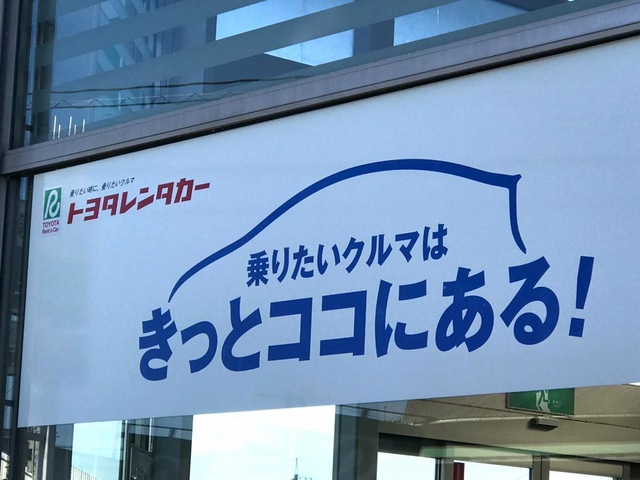 乗りたい時に、乗りたいクルマ
トヨタレンタカー
R
TOYOTA
Rent a Car
乗りたいクルマは
きっとココにある!